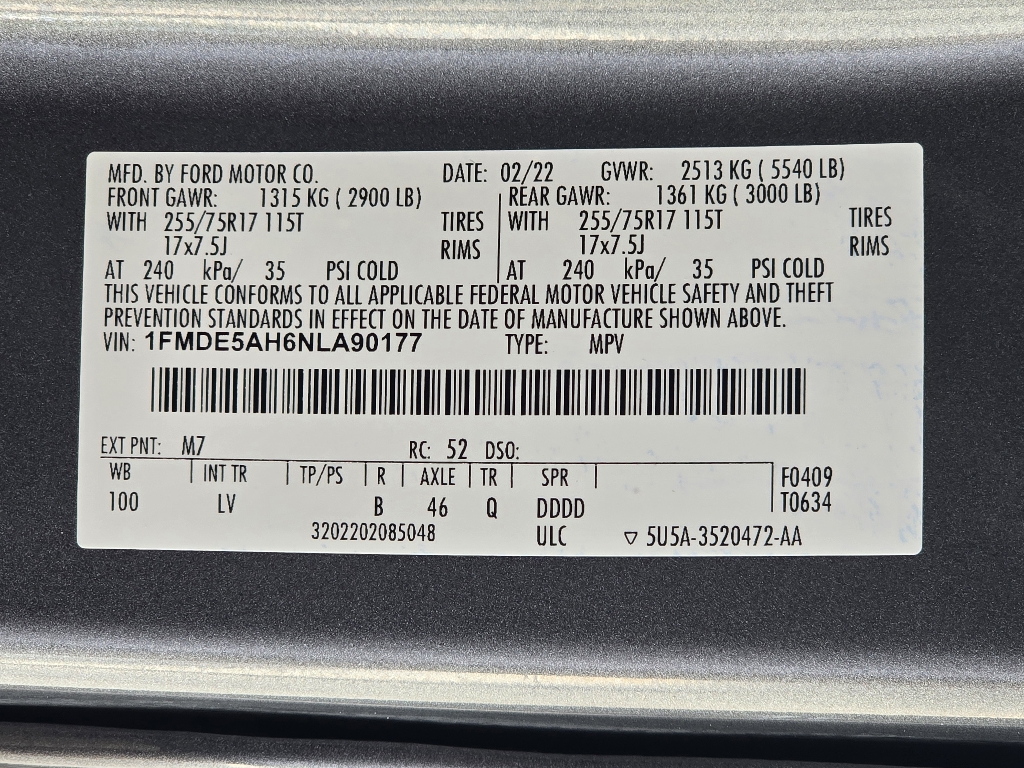 MFD. BY FORD MOTOR CO. DATE: 02/22 GVWR: 2513 KG ( 5540 LB)
FRONT GAWR: 1315 KG ( 2900 LB) REAR GAWR: 1361 KG ( 3000 LB)
WITH 255/75R17 115T TIRES WITH 255/75R17 115T TIRES
17x7.5J RIMS 17x7.5J RIMS
AT 240 kPa/ 35 PSI COLD AT 240 kPa/ 35 PSI COLD
THIS VEHICLE CONFORMS TO ALL APPLICABLE FEDERAL MOTOR VEHICLE SAFETY AND THEFT
PREVENTION STANDARDS IN EFFECT ON THE DATE OF MANUFACTURE SHOWN ABOVE.
VIN: 1FMDE5AH6NLA90177 TYPE: MPV
EXT PNT: M7 RC: 52 DSO:
WB INT TR TP/PS R AXLE TR SPR F0409
100 LV B 46 Q DDDD T0634
3202202085048 ULC ▽ 5U5A-3520472-AA